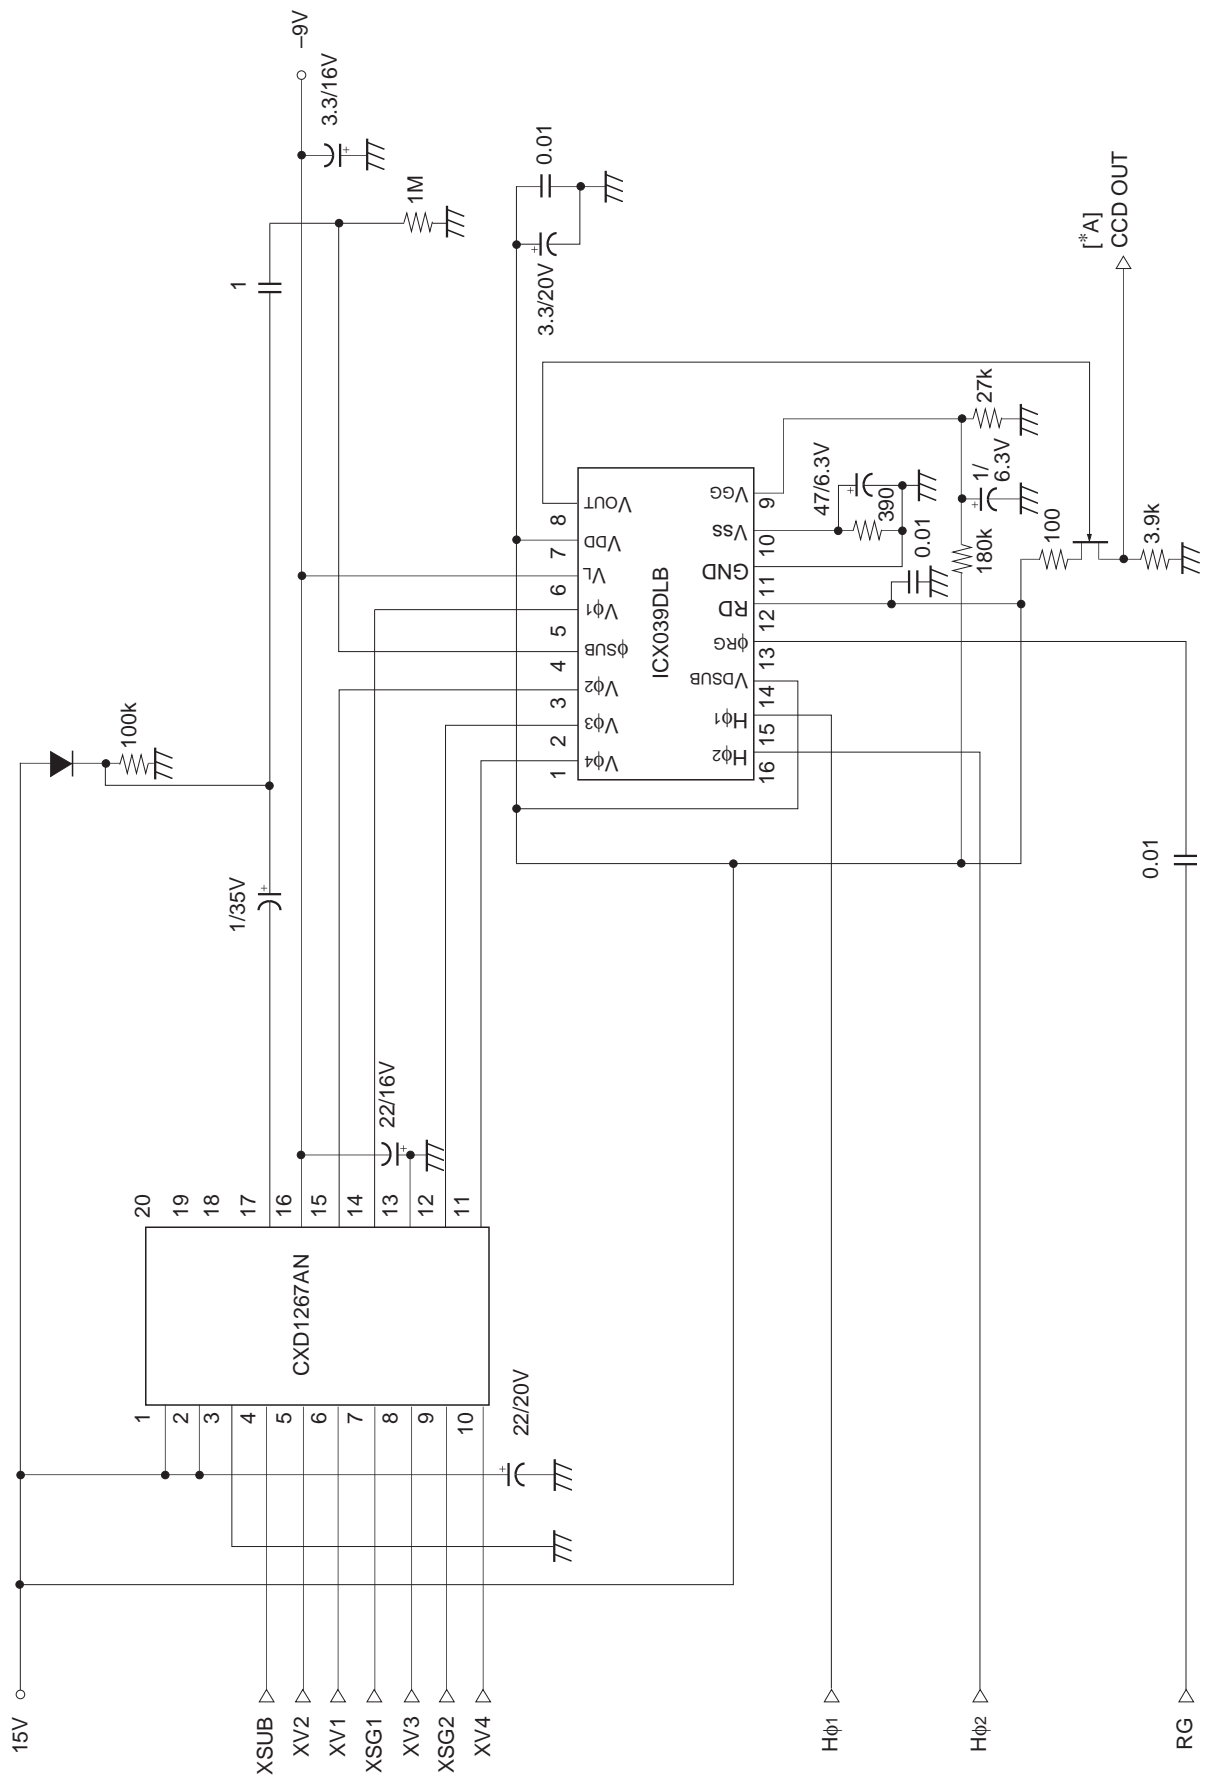 15V
XSUB
XV2
XV1
XSG1
XV3
XSG2
XV4
Hϕ1
Hϕ2
RG
22/20V
1
2
3
4
5
6
7
8
9
10
CXD1267AN
20
19
18
17
16
15
14
13
12
11
22/16V
1/35V
100k
1
–9V
3.3/16V
1M
0.01
3.3/20V
ICX039DLB
1
2
3
4
5
6
7
8
Vϕ4
Vϕ3
Vϕ2
ϕSUB
Vϕ1
VL
VDD
VOUT
Hϕ2
Hϕ1
VDSUB
ϕRG
RD
GND
VSS
VGG
16
15
14
13
12
11
10
9
47/6.3V
390
0.01
180k
1/
6.3V
27k
100
3.9k
[*A]
CCD OUT
0.01